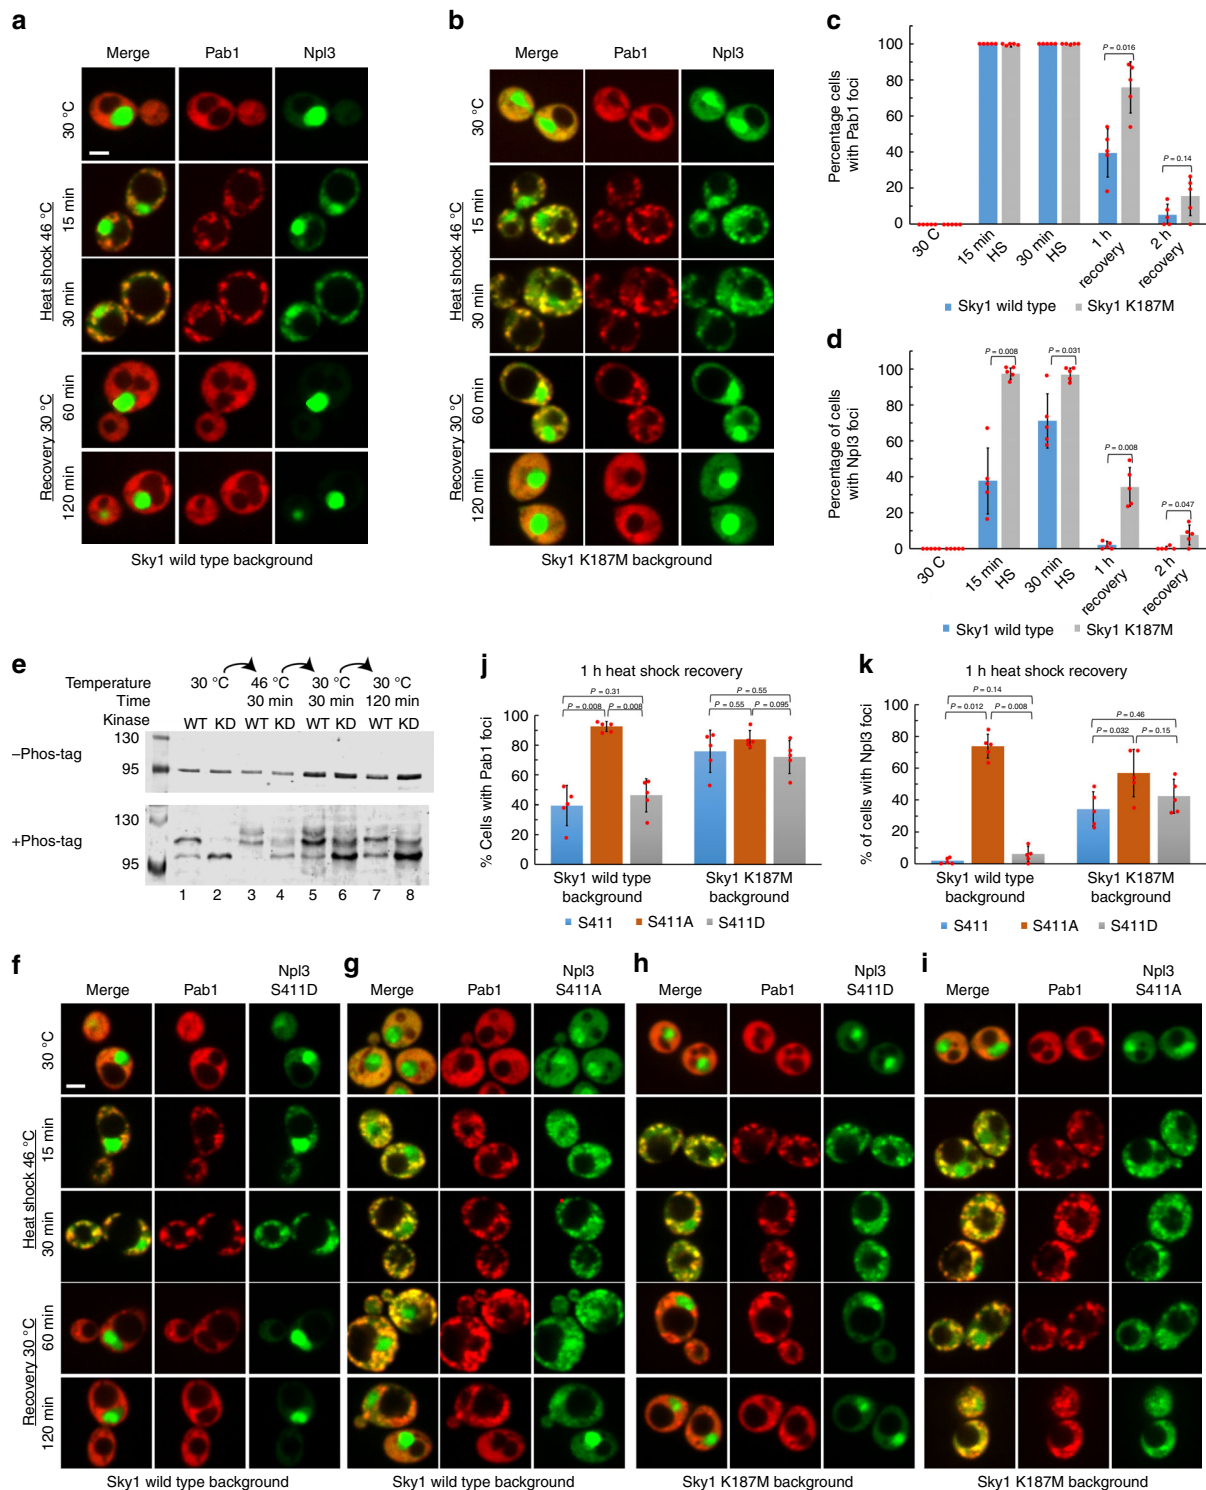 a
Merge Pab1 Npl3
30 °C
Heat shock 46 °C
15 min
30 min
Recovery 30 °C
60 min
120 min
Sky1 wild type background
b
Merge Pab1 Npl3
30 °C
Heat shock 46 °C
15 min
30 min
Recovery 30 °C
60 min
120 min
Sky1 K187M background
c
Percentage cells
with Pab1 foci
100
80
60
40
20
0
P = 0.016
P = 0.14
30 C
15 min HS
30 min HS
1 h recovery
2 h recovery
Sky1 wild type Sky1 K187M
d
Percentage of cells
with Npl3 foci
100
80
60
40
20
0
P = 0.008
P = 0.031
P = 0.008
P = 0.047
30 C
15 min HS
30 min HS
1 h recovery
2 h recovery
Sky1 wild type Sky1 K187M
e
Temperature 30 °C 46 °C 30 °C 30 °C
Time 30 min 30 min 120 min
Kinase WT KD WT KD WT KD WT KD
–Phos-tag
130
95
+Phos-tag
130
95
1 2 3 4 5 6 7 8
j
1 h heat shock recovery
% Cells with Pab1 foci
100
80
60
40
20
0
P = 0.31
P = 0.008 P = 0.008
P = 0.55
P = 0.55 P = 0.095
Sky1 wild type background
Sky1 K187M background
S411 S411A S411D
k
1 h heat shock recovery
% of cells with Npl3 foci
100
80
60
40
20
0
P = 0.14
P = 0.012 P = 0.008
P = 0.46
P = 0.032 P = 0.15
Sky1 wild type background
Sky1 K187M background
S411 S411A S411D
f
Merge Pab1 Npl3 S411D
30 °C
Heat shock 46 °C
15 min
30 min
Recovery 30 °C
60 min
120 min
Sky1 wild type background
g
Merge Pab1 Npl3 S411A
Sky1 wild type background
h
Merge Pab1 Npl3 S411D
Sky1 K187M background
i
Merge Pab1 Npl3 S411A
Sky1 K187M background